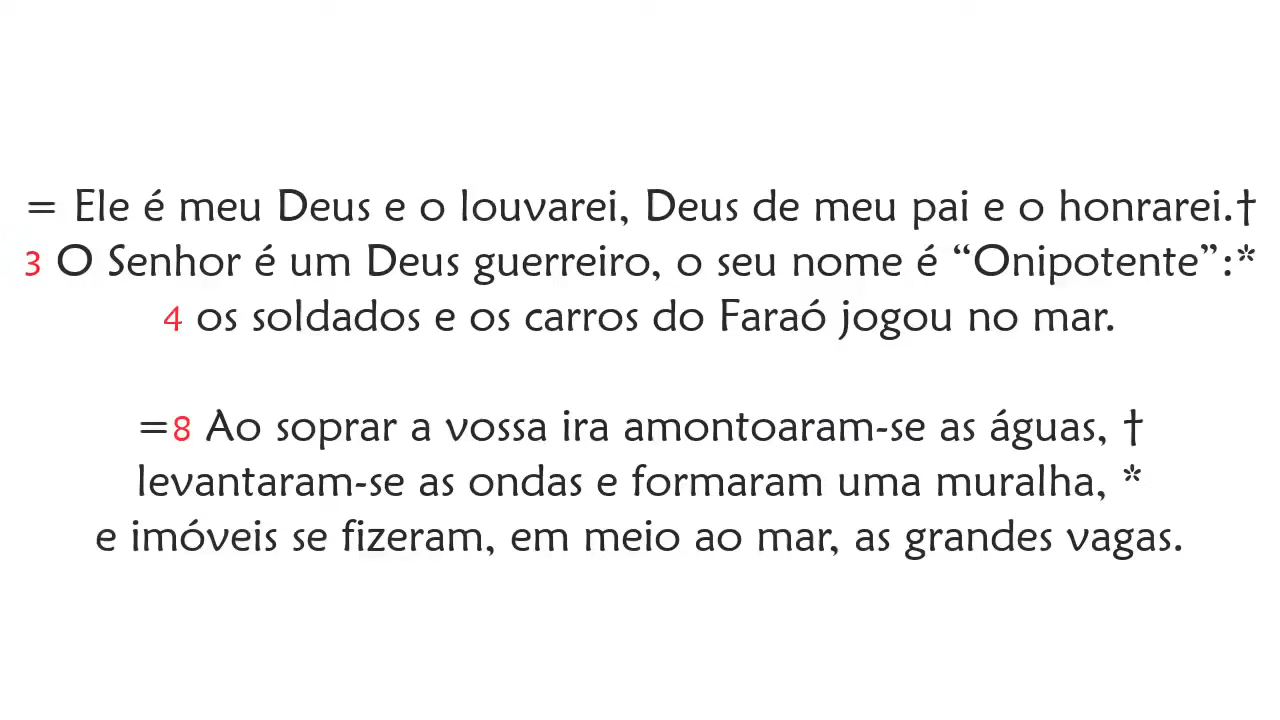 = Ele é meu Deus e o louvarei, Deus de meu pai e o honrarei.†
3 O Senhor é um Deus guerreiro, o seu nome é “Onipotente”:*
4 os soldados e os carros do Faraó jogou no mar.
=8 Ao soprar a vossa ira amontoaram-se as águas, †
levantaram-se as ondas e formaram uma muralha, *
e imóveis se fizeram, em meio ao mar, as grandes vagas.